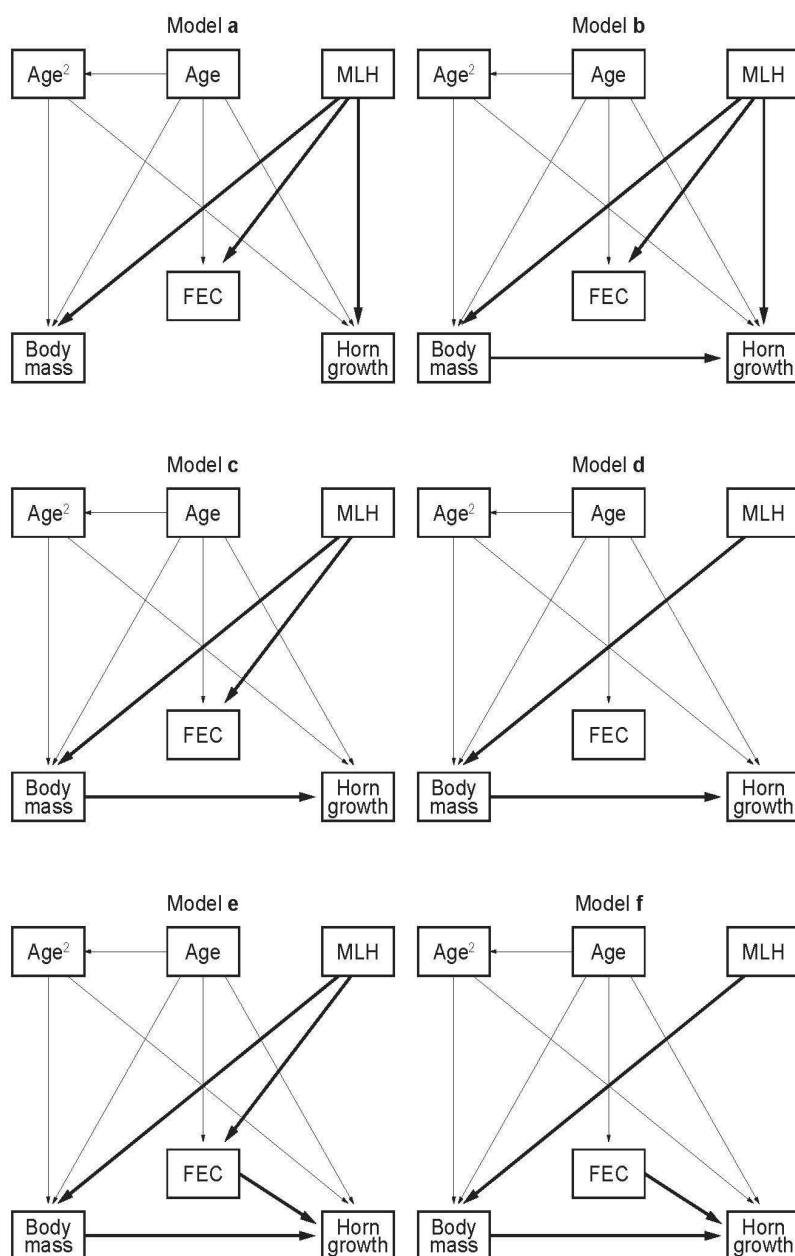 Model a
Age² Age MLH
FEC
Body
mass
Horn
growth
Model b
Age² Age MLH
FEC
Body
mass
Horn
growth
Model c
Age² Age MLH
FEC
Body
mass
Horn
growth
Model d
Age² Age MLH
FEC
Body
mass
Horn
growth
Model e
Age² Age MLH
FEC
Body
mass
Horn
growth
Model f
Age² Age MLH
FEC
Body
mass
Horn
growth